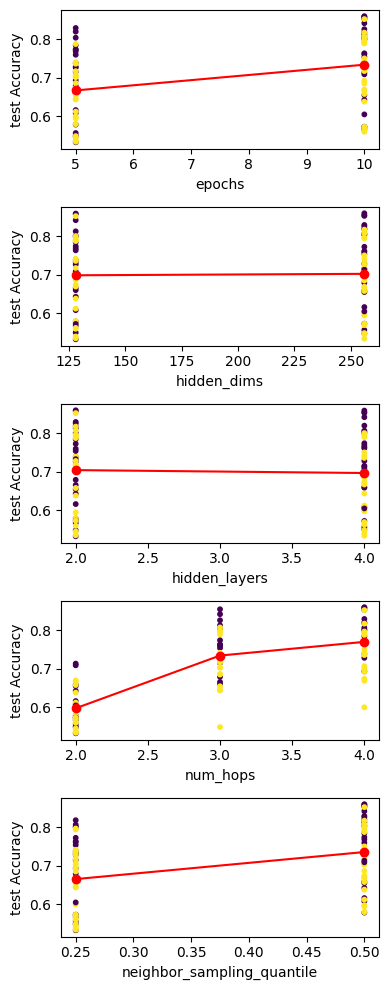 0.8
0.7
0.6
test Accuracy
5 6 7 8 9 10
epochs
0.8
0.7
0.6
test Accuracy
125 150 175 200 225 250
hidden_dims
0.8
0.7
0.6
test Accuracy
2.0 2.5 3.0 3.5 4.0
hidden_layers
0.8
0.7
0.6
test Accuracy
2.0 2.5 3.0 3.5 4.0
num_hops
0.8
0.7
0.6
test Accuracy
0.25 0.30 0.35 0.40 0.45 0.50
neighbor_sampling_quantile